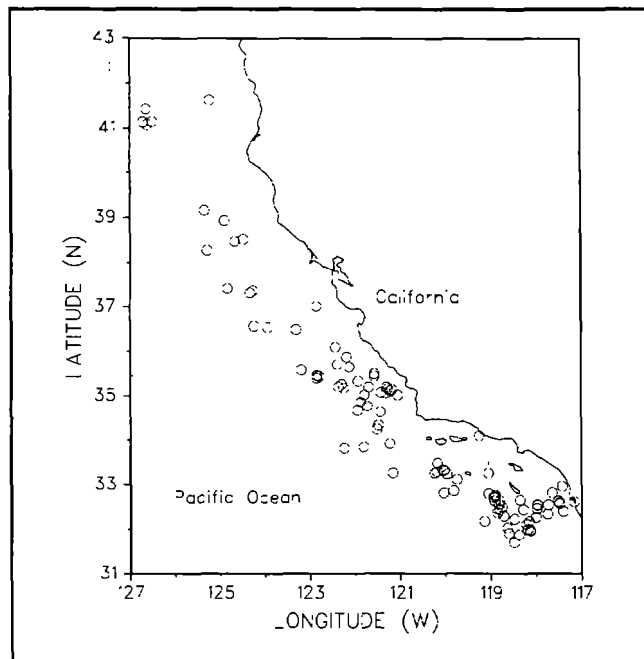 43
41
39
37
35
33
31
LATITUDE (N)
California
Pacific Ocean
127 125 123 121 119 117
LONGITUDE (W)